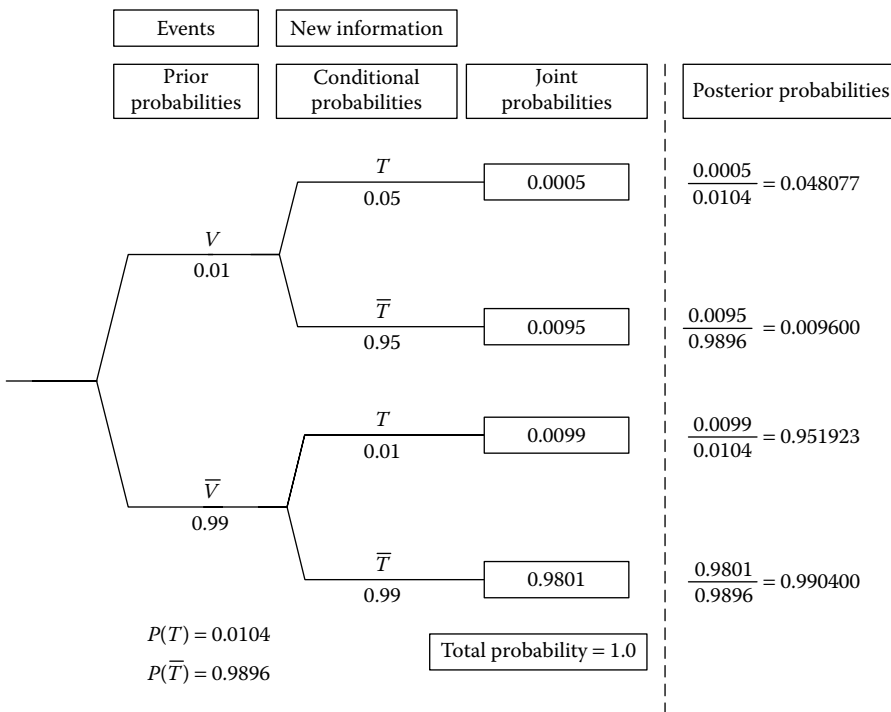 Events
New information
Prior
probabilities
Conditional
probabilities
Joint
probabilities
Posterior probabilities
T
0.05
0.0005
0.0005
0.0104
= 0.048077
V
0.01
T̅
0.95
0.0095
0.0095
0.9896
= 0.009600
T
0.01
0.0099
0.0099
0.0104
= 0.951923
V̅
0.99
T̅
0.99
0.9801
0.9801
0.9896
= 0.990400
P(T) = 0.0104
Total probability = 1.0
P(T̅) = 0.9896